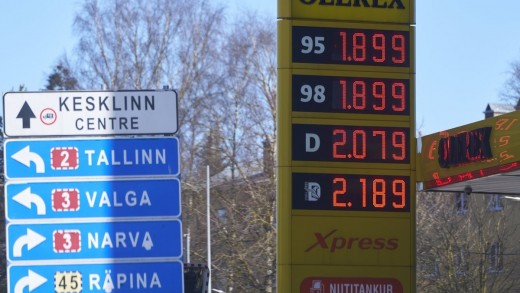 KESKLINN
CENTRE
2 TALLINN
3 VALGA
3 NARVA
45 RÄPINA
OLEREX
95 1.899
98 1.899
D 2.079
2.189
Xpress
NUTITANKUR